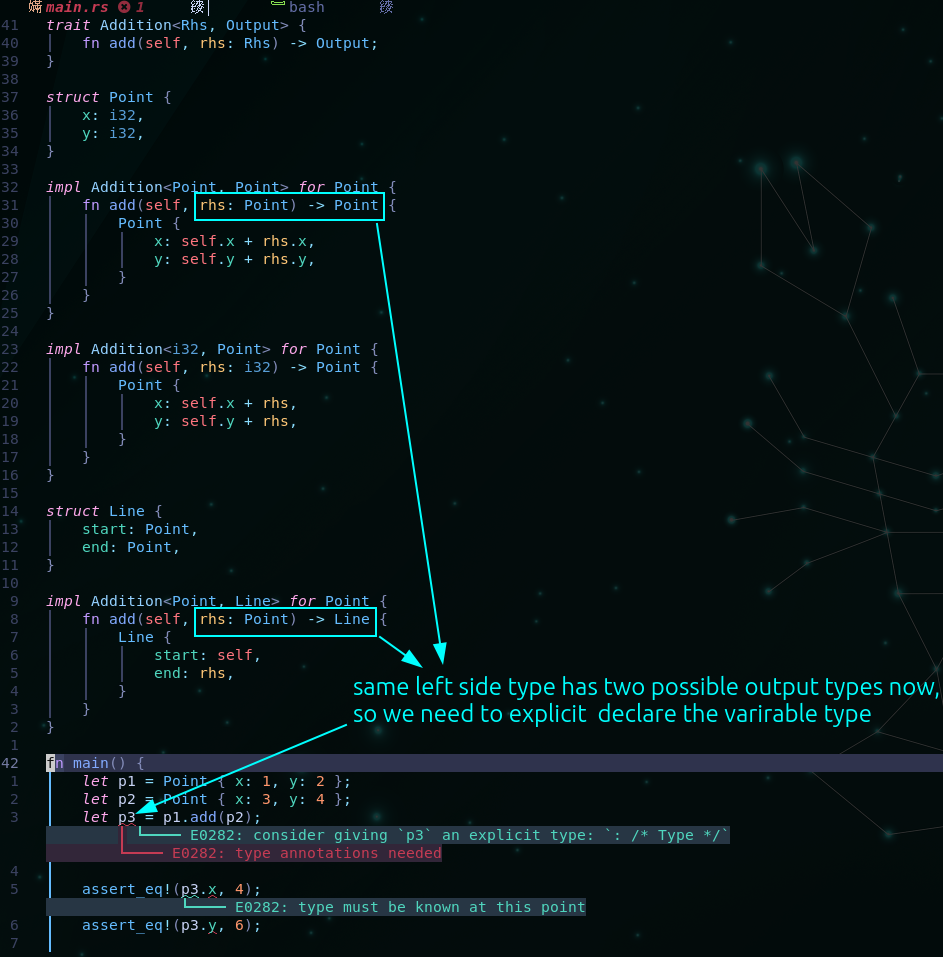 main.rs 1 bash
41 trait Addition<Rhs, Output> {
40 fn add(self, rhs: Rhs) -> Output;
39 }
38
37 struct Point {
36 x: i32,
35 y: i32,
34 }
33
32 impl Addition<Point, Point> for Point {
31 fn add(self, rhs: Point) -> Point {
30 Point {
29 x: self.x + rhs.x,
28 y: self.y + rhs.y,
27 }
26 }
25 }
24
23 impl Addition<i32, Point> for Point {
22 fn add(self, rhs: i32) -> Point {
21 Point {
20 x: self.x + rhs,
19 y: self.y + rhs,
18 }
17 }
16 }
15
14 struct Line {
13 start: Point,
12 end: Point,
11 }
10
9 impl Addition<Point, Line> for Point {
8 fn add(self, rhs: Point) -> Line {
7 Line {
6 start: self,
5 end: rhs,
4 }
3 }
2 }
same left side type has two possible output types now,
so we need to explicit declare the varirable type
1
42 fn main() {
1 let p1 = Point { x: 1, y: 2 };
2 let p2 = Point { x: 3, y: 4 };
3 let p3 = p1.add(p2);
E0282: consider giving `p3` an explicit type: `: /* Type */`
E0282: type annotations needed
4
5 assert_eq!(p3.x, 4);
E0282: type must be known at this point
6 assert_eq!(p3.y, 6);
7